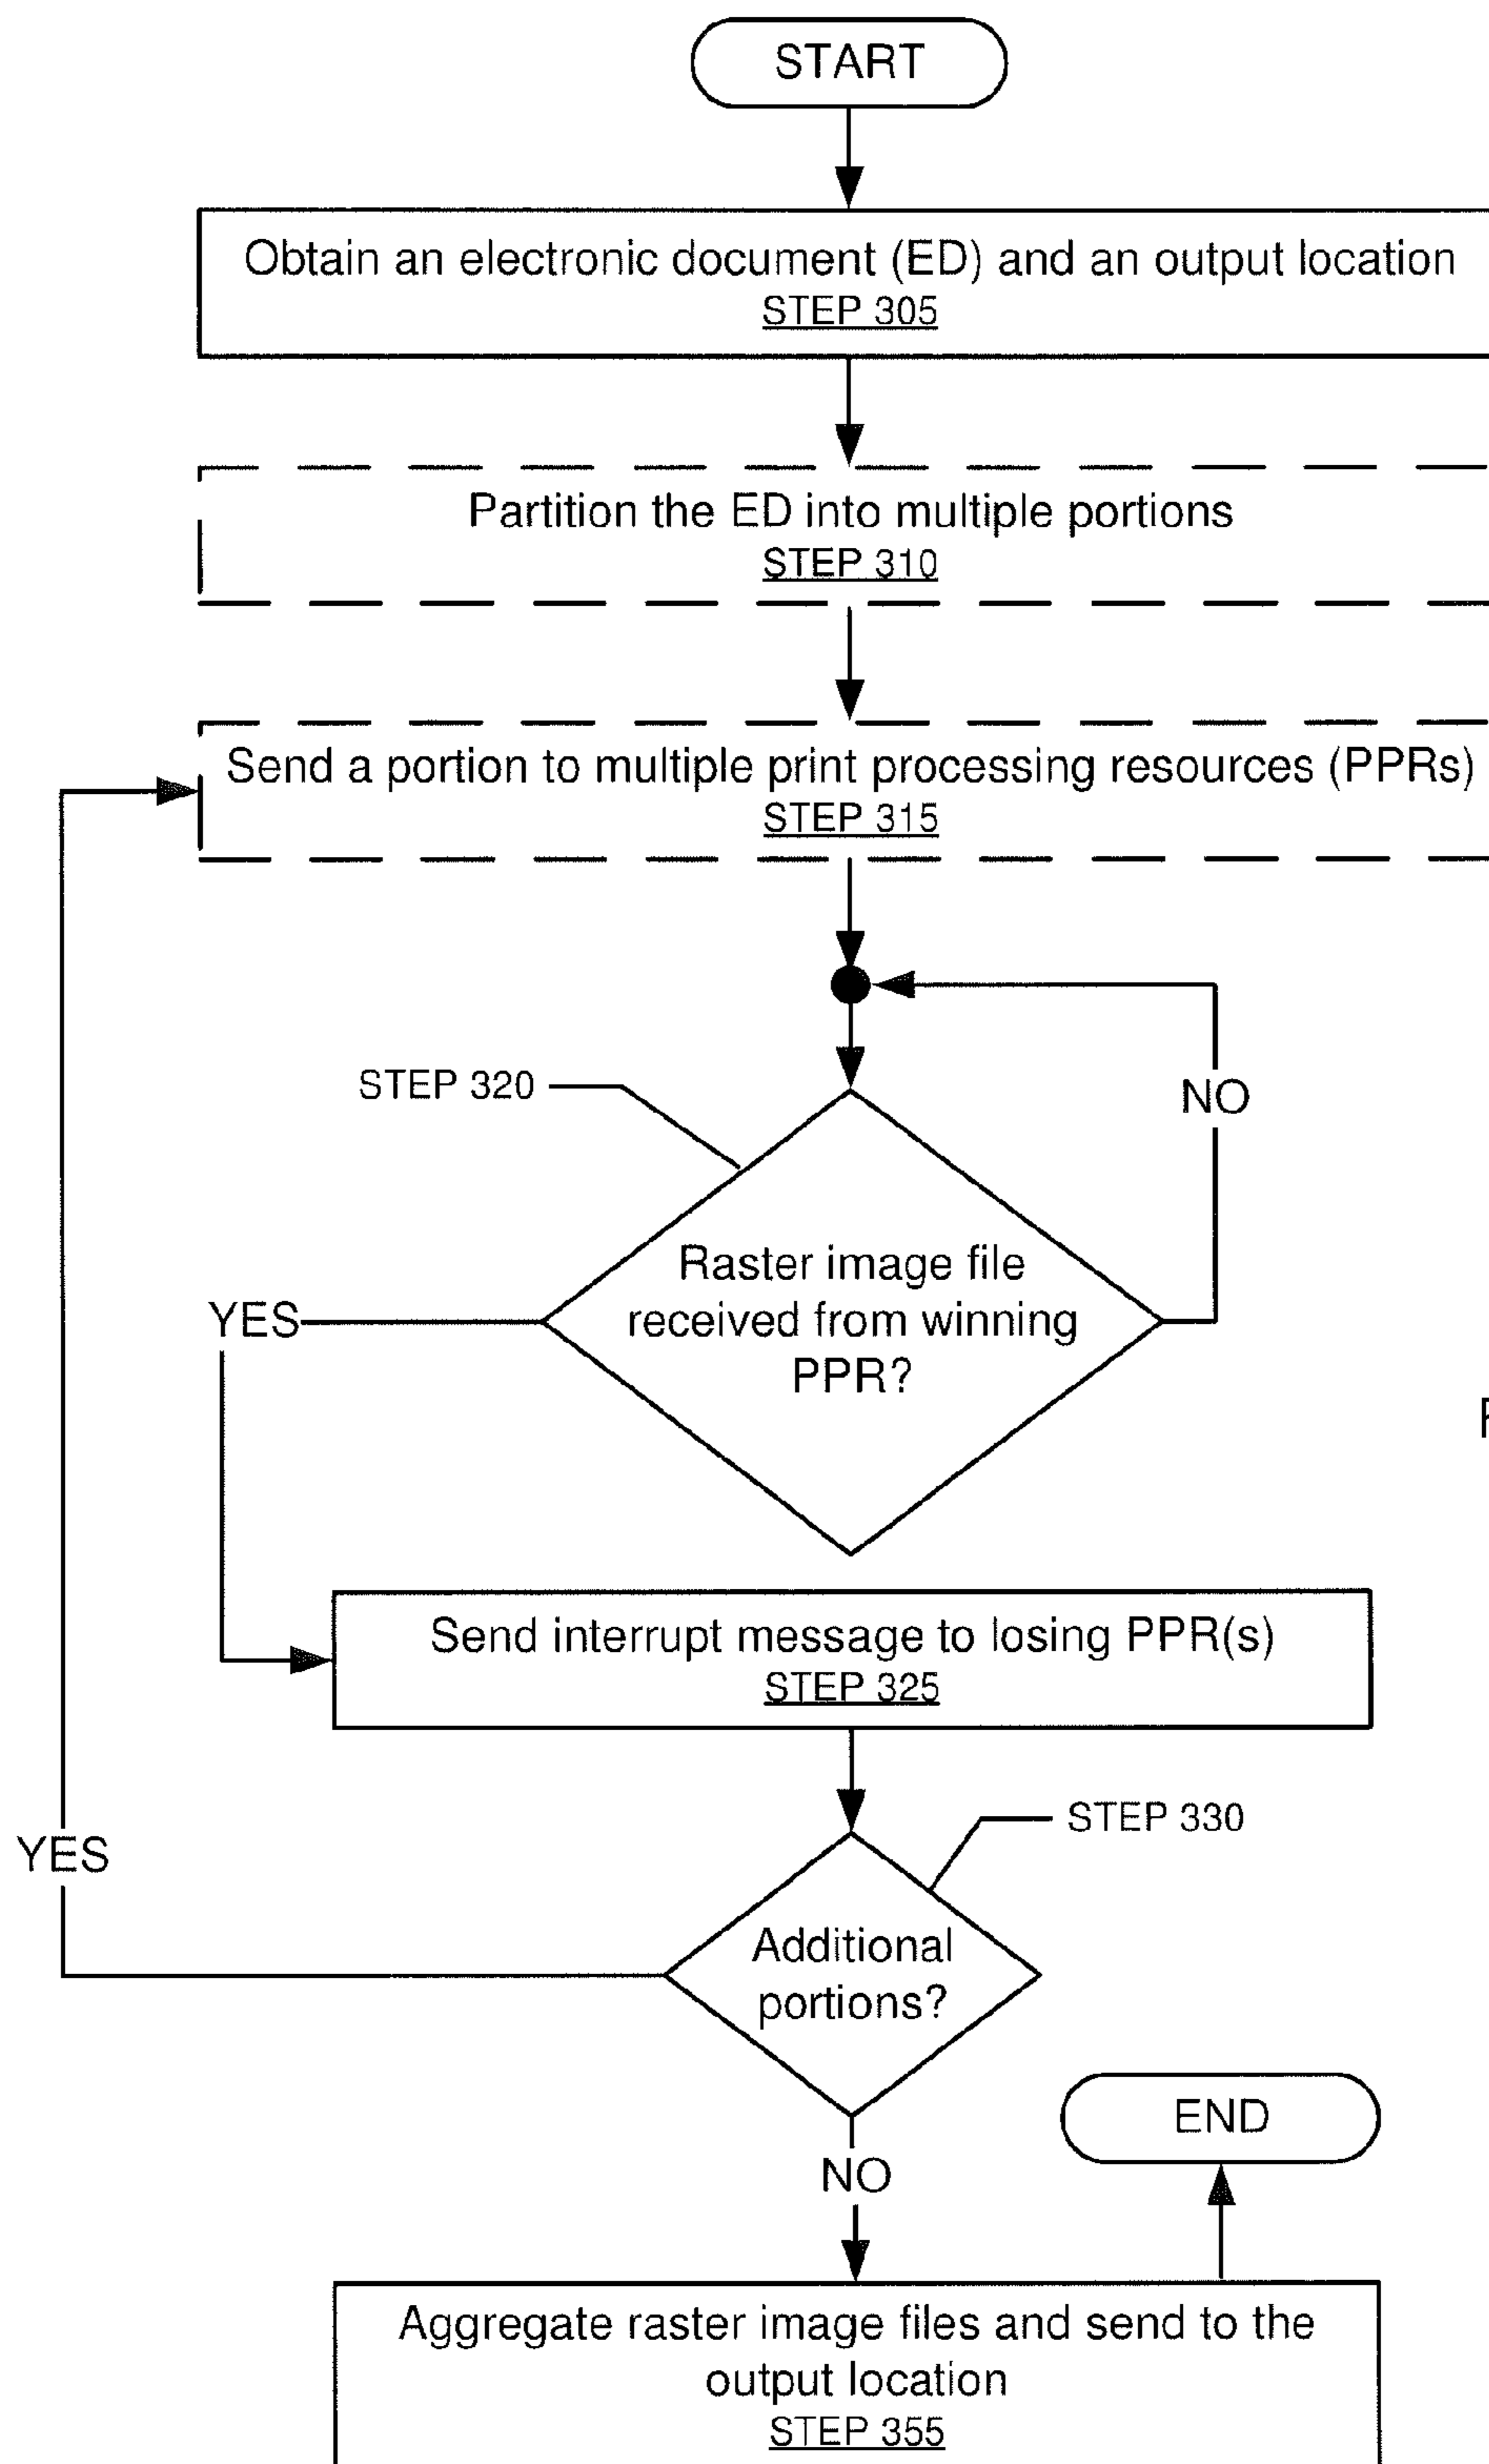 START
Obtain an electronic document (ED) and an output location
STEP 305
Partition the ED into multiple portions
STEP 310
Send a portion to multiple print processing resources (PPRs)
STEP 315
STEP 320
NO
Raster image file
received from winning
PPR?
YES
Send interrupt message to losing PPR(s)
STEP 325
STEP 330
YES
Additional
portions?
END
NO
Aggregate raster image files and send to the
output location
STEP 355